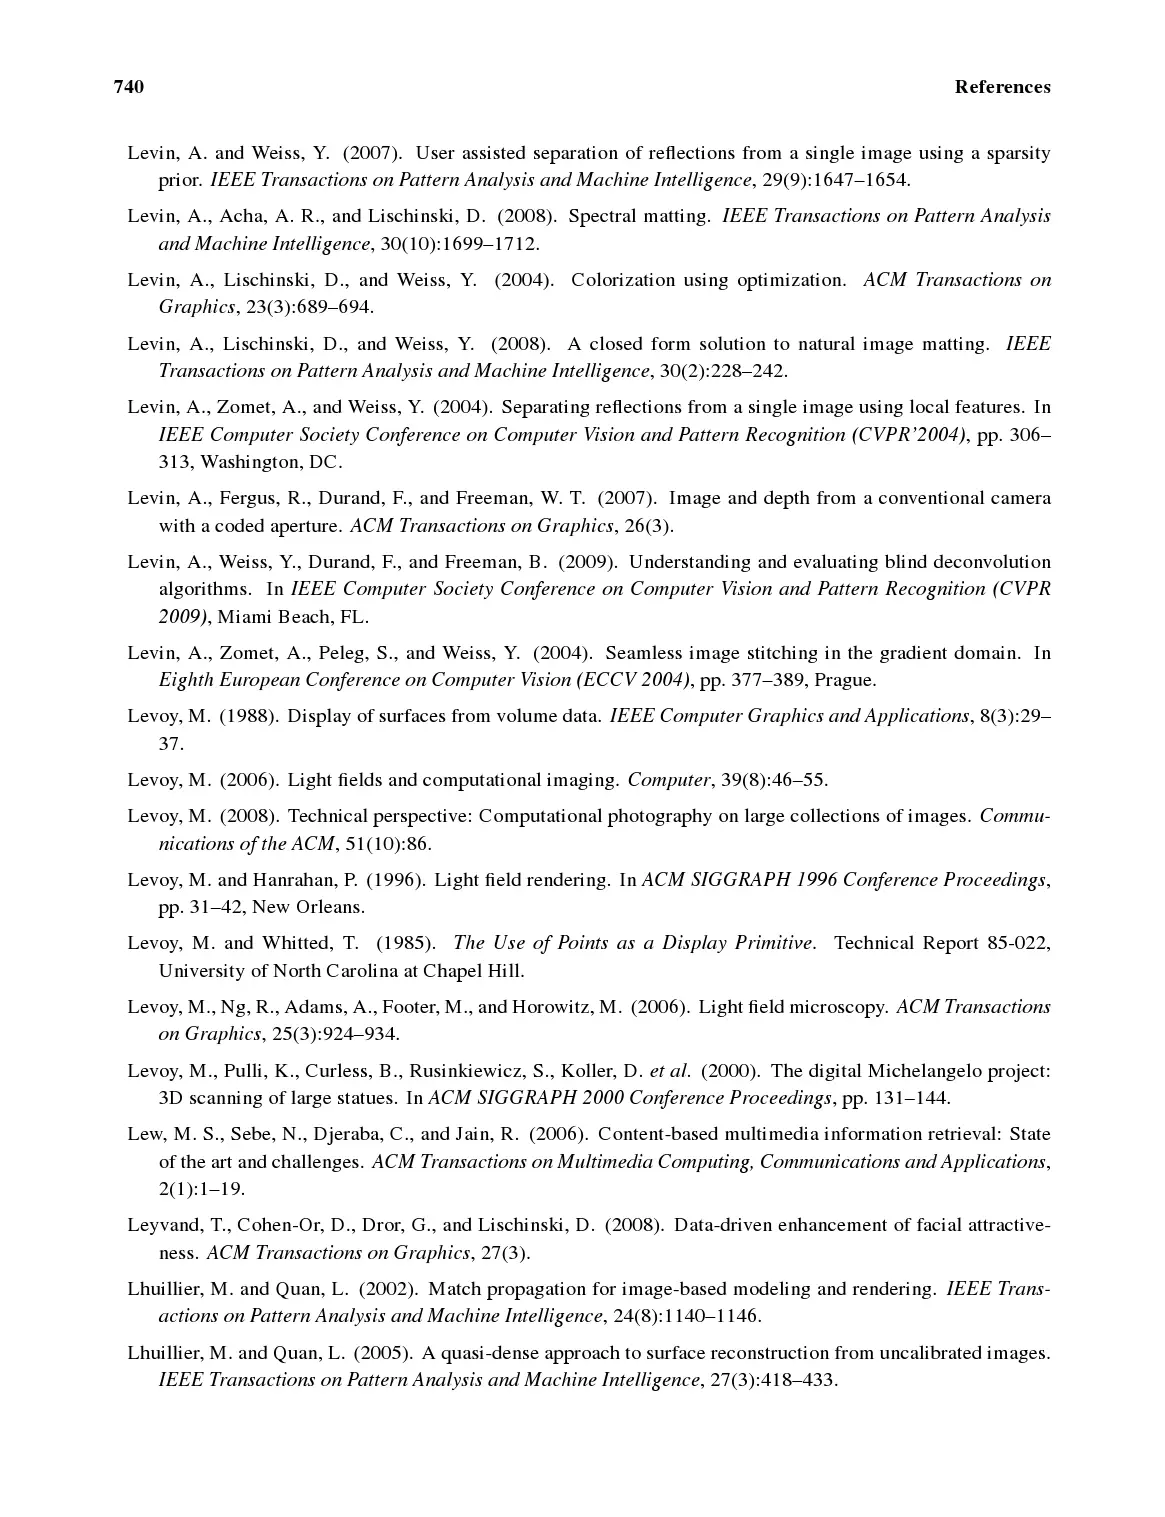 740 References
Levin, A. and Weiss, Y. (2007). User assisted separation of reflections from a single image using a sparsity
prior. IEEE Transactions on Pattern Analysis and Machine Intelligence, 29(9):1647–1654.
Levin, A., Acha, A. R., and Lischinski, D. (2008). Spectral matting. IEEE Transactions on Pattern Analysis
and Machine Intelligence, 30(10):1699–1712.
Levin, A., Lischinski, D., and Weiss, Y. (2004). Colorization using optimization. ACM Transactions on
Graphics, 23(3):689–694.
Levin, A., Lischinski, D., and Weiss, Y. (2008). A closed form solution to natural image matting. IEEE
Transactions on Pattern Analysis and Machine Intelligence, 30(2):228–242.
Levin, A., Zomet, A., and Weiss, Y. (2004). Separating reflections from a single image using local features. In
IEEE Computer Society Conference on Computer Vision and Pattern Recognition (CVPR’2004), pp. 306–
313, Washington, DC.
Levin, A., Fergus, R., Durand, F., and Freeman, W. T. (2007). Image and depth from a conventional camera
with a coded aperture. ACM Transactions on Graphics, 26(3).
Levin, A., Weiss, Y., Durand, F., and Freeman, B. (2009). Understanding and evaluating blind deconvolution
algorithms. In IEEE Computer Society Conference on Computer Vision and Pattern Recognition (CVPR
2009), Miami Beach, FL.
Levin, A., Zomet, A., Peleg, S., and Weiss, Y. (2004). Seamless image stitching in the gradient domain. In
Eighth European Conference on Computer Vision (ECCV 2004), pp. 377–389, Prague.
Levoy, M. (1988). Display of surfaces from volume data. IEEE Computer Graphics and Applications, 8(3):29–
37.
Levoy, M. (2006). Light fields and computational imaging. Computer, 39(8):46–55.
Levoy, M. (2008). Technical perspective: Computational photography on large collections of images. Commu-
nications of the ACM, 51(10):86.
Levoy, M. and Hanrahan, P. (1996). Light field rendering. In ACM SIGGRAPH 1996 Conference Proceedings,
pp. 31–42, New Orleans.
Levoy, M. and Whitted, T. (1985). The Use of Points as a Display Primitive. Technical Report 85-022,
University of North Carolina at Chapel Hill.
Levoy, M., Ng, R., Adams, A., Footer, M., and Horowitz, M. (2006). Light field microscopy. ACM Transactions
on Graphics, 25(3):924–934.
Levoy, M., Pulli, K., Curless, B., Rusinkiewicz, S., Koller, D. et al. (2000). The digital Michelangelo project:
3D scanning of large statues. In ACM SIGGRAPH 2000 Conference Proceedings, pp. 131–144.
Lew, M. S., Sebe, N., Djeraba, C., and Jain, R. (2006). Content-based multimedia information retrieval: State
of the art and challenges. ACM Transactions on Multimedia Computing, Communications and Applications,
2(1):1–19.
Leyvand, T., Cohen-Or, D., Dror, G., and Lischinski, D. (2008). Data-driven enhancement of facial attractive-
ness. ACM Transactions on Graphics, 27(3).
Lhuillier, M. and Quan, L. (2002). Match propagation for image-based modeling and rendering. IEEE Trans-
actions on Pattern Analysis and Machine Intelligence, 24(8):1140–1146.
Lhuillier, M. and Quan, L. (2005). A quasi-dense approach to surface reconstruction from uncalibrated images.
IEEE Transactions on Pattern Analysis and Machine Intelligence, 27(3):418–433.